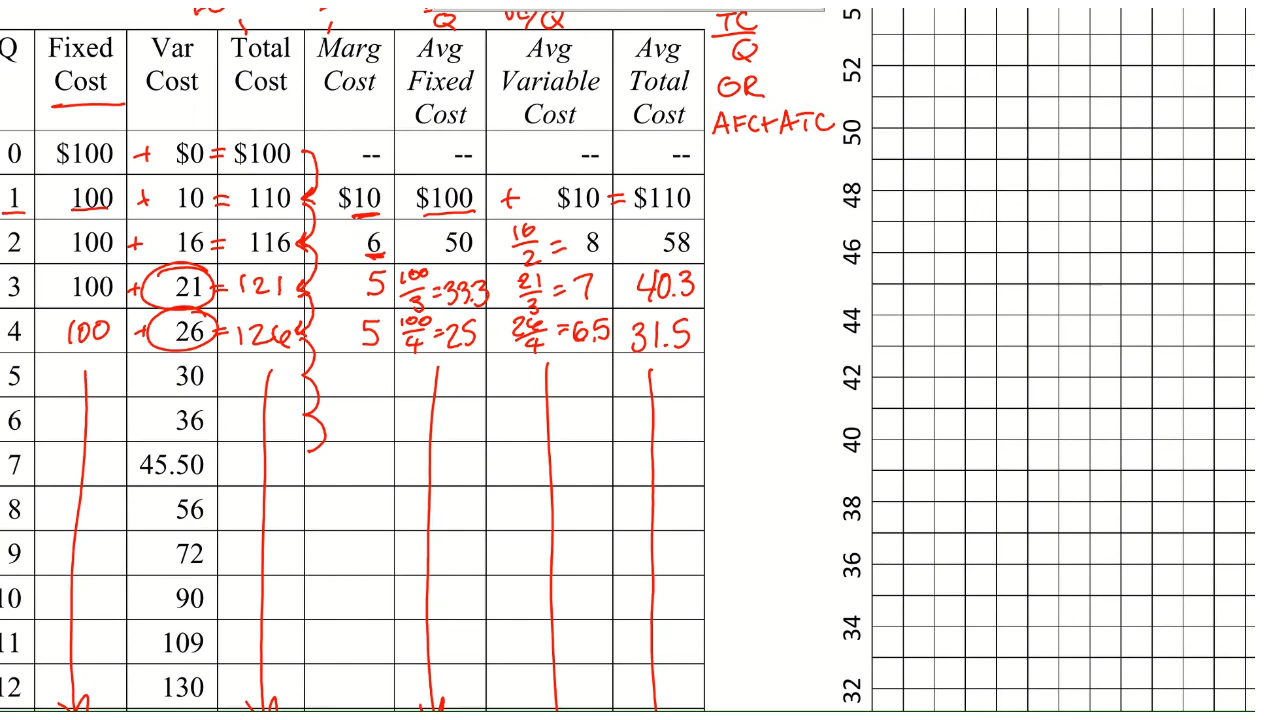 Q VC/Q TC
Q Fixed Var Total Marg Avg Avg Avg Q
Cost Cost Cost Cost Fixed Variable Total OR
Cost Cost Cost AFC+ATC
0 $100 + $0 = $100 -- -- -- --
1 100 + 10 = 110 $10 $100 + $10 = $110
2 100 + 16 = 116 6 50 16/2 = 8 58
3 100 + 21 = 121 5 100/3 = 33.3 21/3 = 7 40.3
4 100 + 26 = 126 5 100/4 = 25 26/4 = 6.5 31.5
5 30
6 36
7 45.50
8 56
9 72
10 90
11 109
12 130
52
50
48
46
44
42
40
38
36
34
32